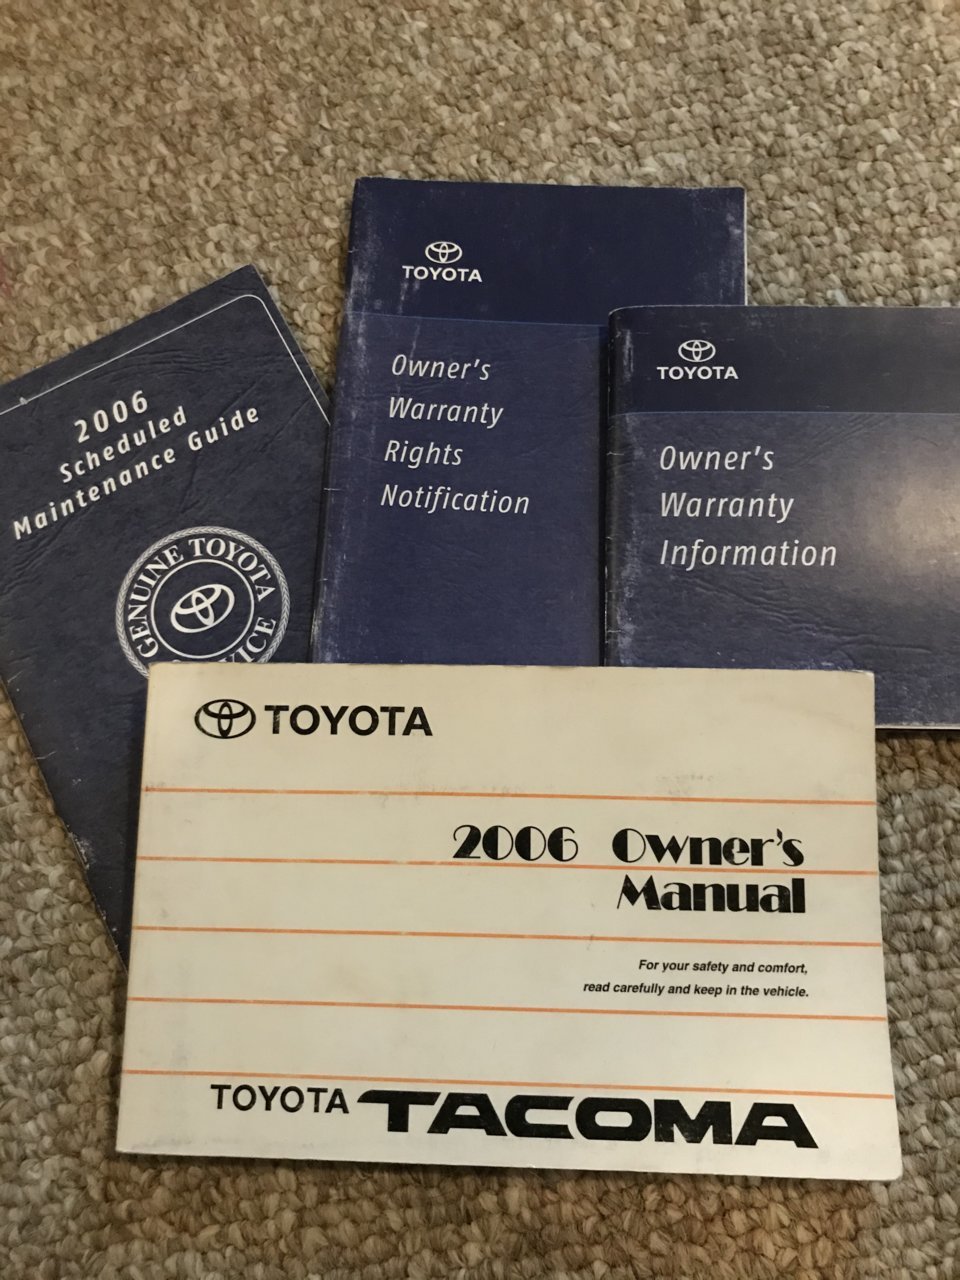 TOYOTA
Owner's
Warranty
Rights
Notification
TOYOTA
Owner's
Warranty
Information
2006
Scheduled
Maintenance Guide
GENUINE TOYOTA
TOYOTA
2006 Owner's
Manual
For your safety and comfort,
read carefully and keep in the vehicle.
TOYOTA TACOMA